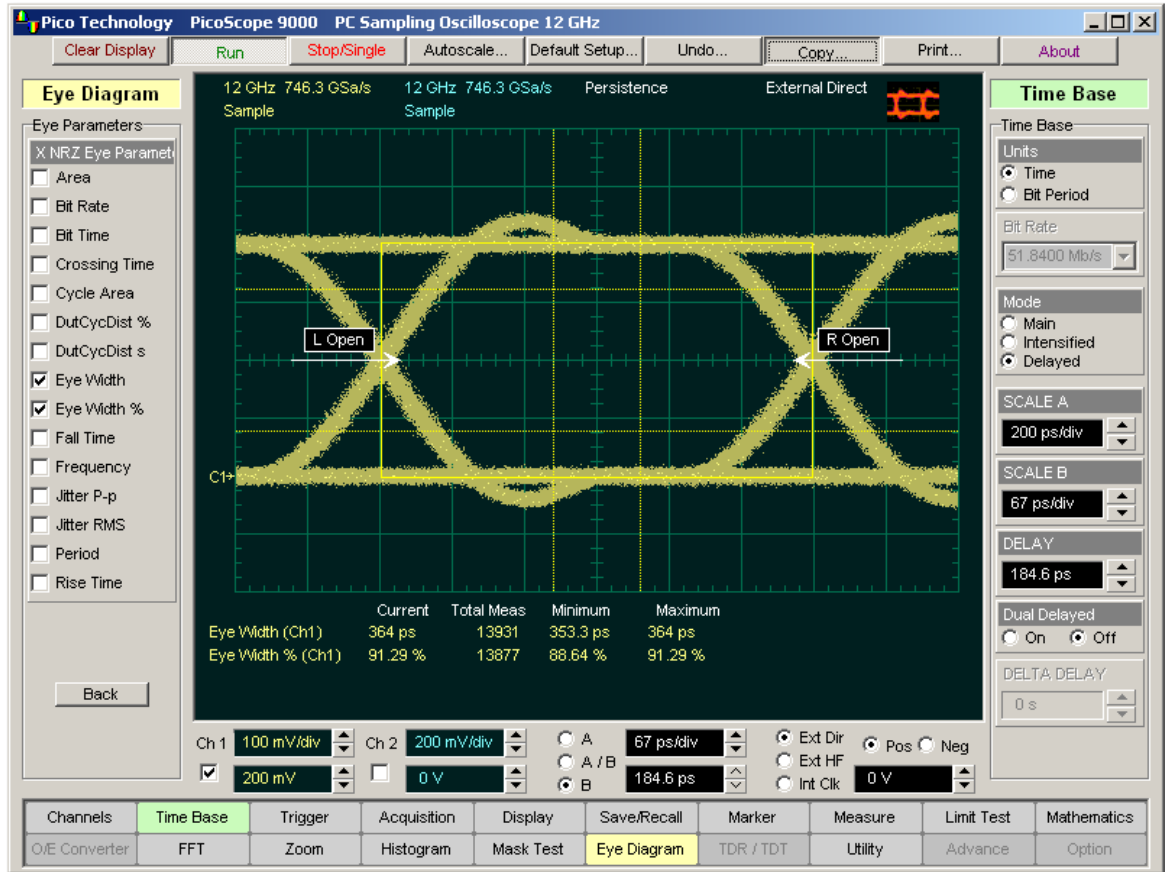 Pico Technology PicoScope 9000 PC Sampling Oscilloscope 12 GHz
Clear Display Run Stop/Single Autoscale... Default Setup... Undo... Copy... Print... About
Eye Diagram
Eye Parameters
X NRZ Eye Paramet
Area
Bit Rate
Bit Time
Crossing Time
Cycle Area
DutCycDist %
DutCycDist s
Eye Width
Eye Width %
Fall Time
Frequency
Jitter P-p
Jitter RMS
Period
Rise Time
Back
12 GHz 746.3 GSa/s 12 GHz 746.3 GSa/s Persistence External Direct
Sample Sample
L Open R Open
C1
Current Total Meas Minimum Maximum
Eye Width (Ch1) 364 ps 13931 353.3 ps 364 ps
Eye Width % (Ch1) 91.29 % 13877 88.64 % 91.29 %
Time Base
Time Base
Units
Time
Bit Period
Bit Rate
51.8400 Mb/s
Mode
Main
Intensified
Delayed
SCALE A
200 ps/div
SCALE B
67 ps/div
DELAY
184.6 ps
Dual Delayed
On Off
DELTA DELAY
0 s
Ch 1 100 mV/div Ch 2 200 mV/div A 67 ps/div Ext Dir Pos Neg
A / B Ext HF
200 mV 0 V B 184.6 ps Int Clk 0 V
Channels Time Base Trigger Acquisition Display Save/Recall Marker Measure Limit Test Mathematics
O/E Converter FFT Zoom Histogram Mask Test Eye Diagram TDR / TDT Utility Advance Option